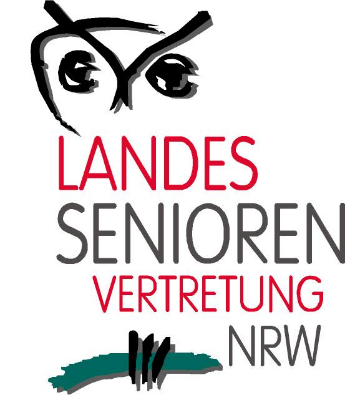 LANDES
SENIOREN
VERTRETUNG
NRW